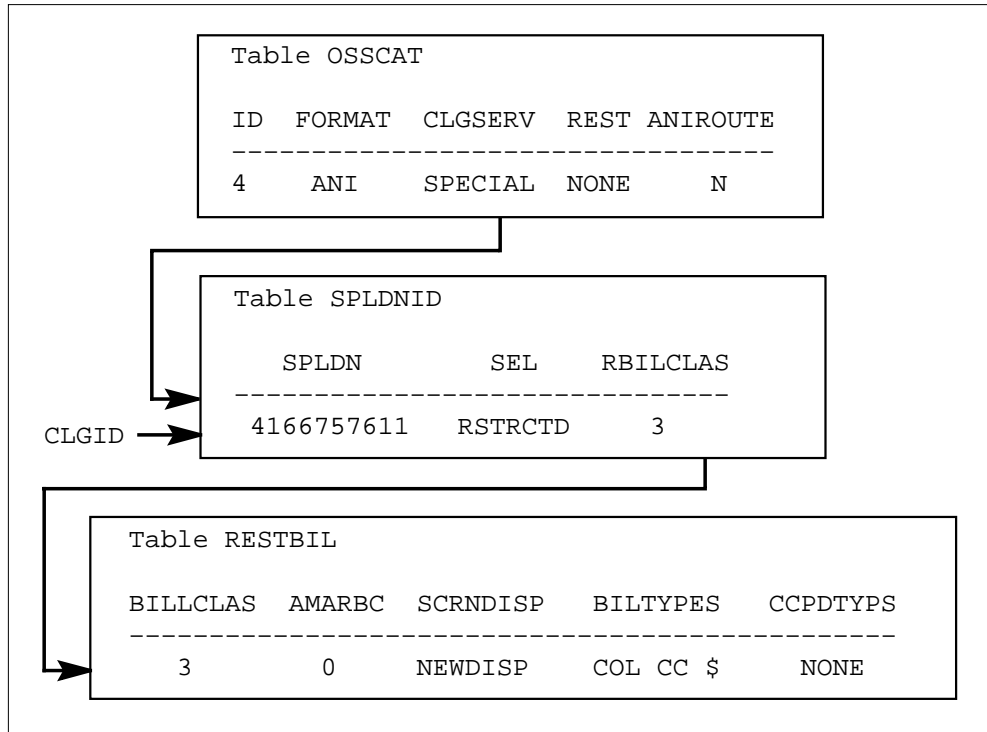 Table OSSCAT
ID FORMAT CLGSERV REST ANIROUTE
----------------------------------
4 ANI SPECIAL NONE N
Table SPLDNID
SPLDN SEL RBILCLAS
-------------------------------
CLGID 4166757611 RSTRCTD 3
Table RESTBIL
BILLCLAS AMARBC SCRNDISP BILTYPES CCPDTYPS
------------------------------------------------
3 0 NEWDISP COL CC $ NONE